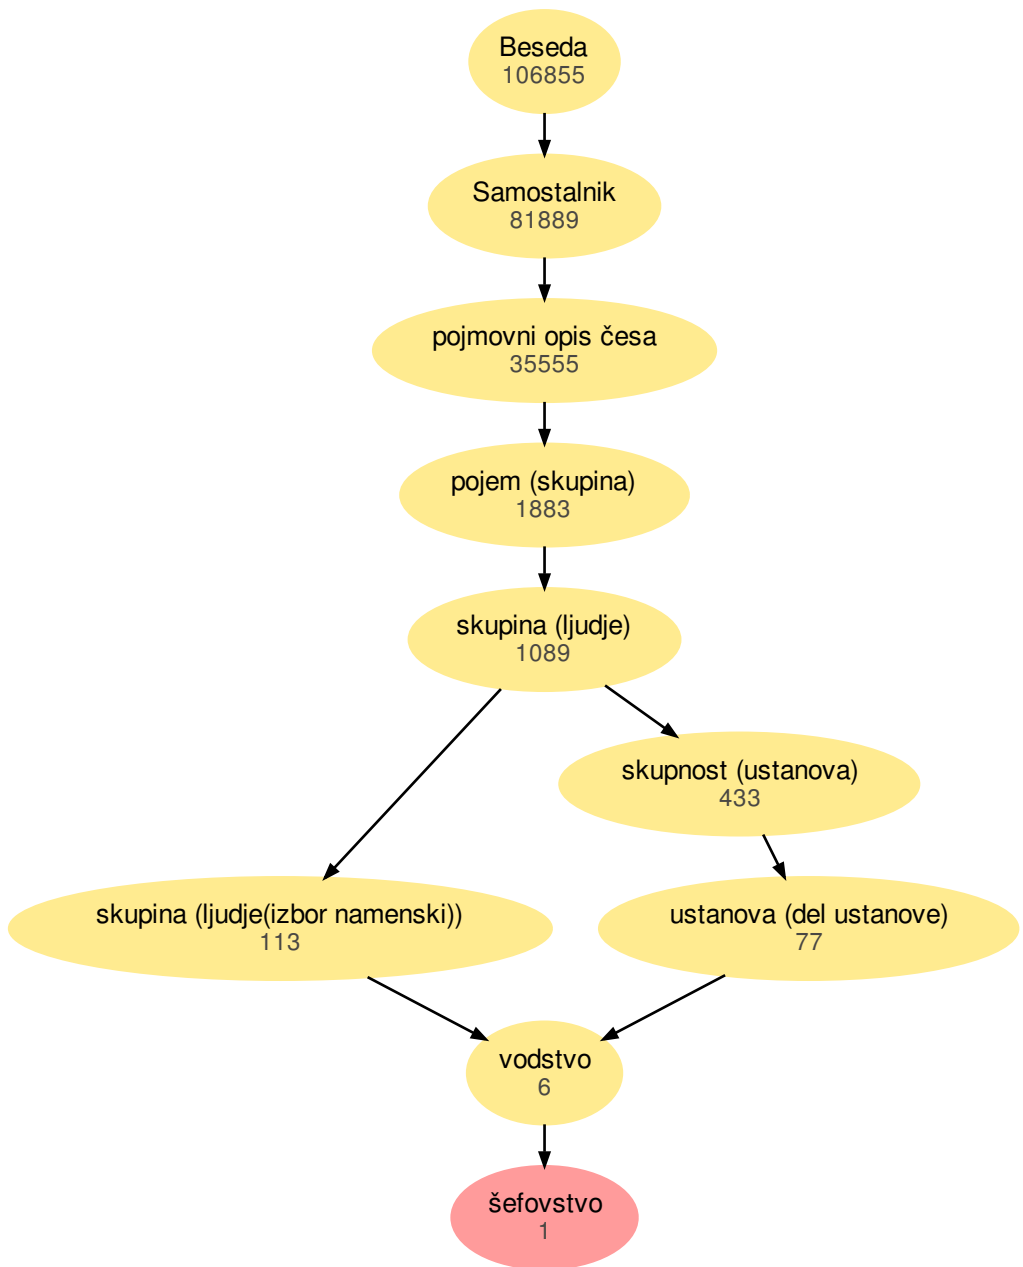 Beseda
106855
Samostalnik
81889
pojmovni opis česa
35555
pojem (skupina)
1883
skupina (ljudje)
1089
skupnost (ustanova)
433
skupina (ljudje(izbor namenski))
113
ustanova (del ustanove)
77
vodstvo
6
šefovstvo
1